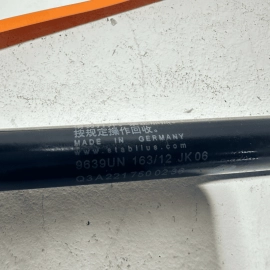 按规定操作回收。
MADE IN GERMANY
www.stabilus.com
9839UN 163/12 JK06